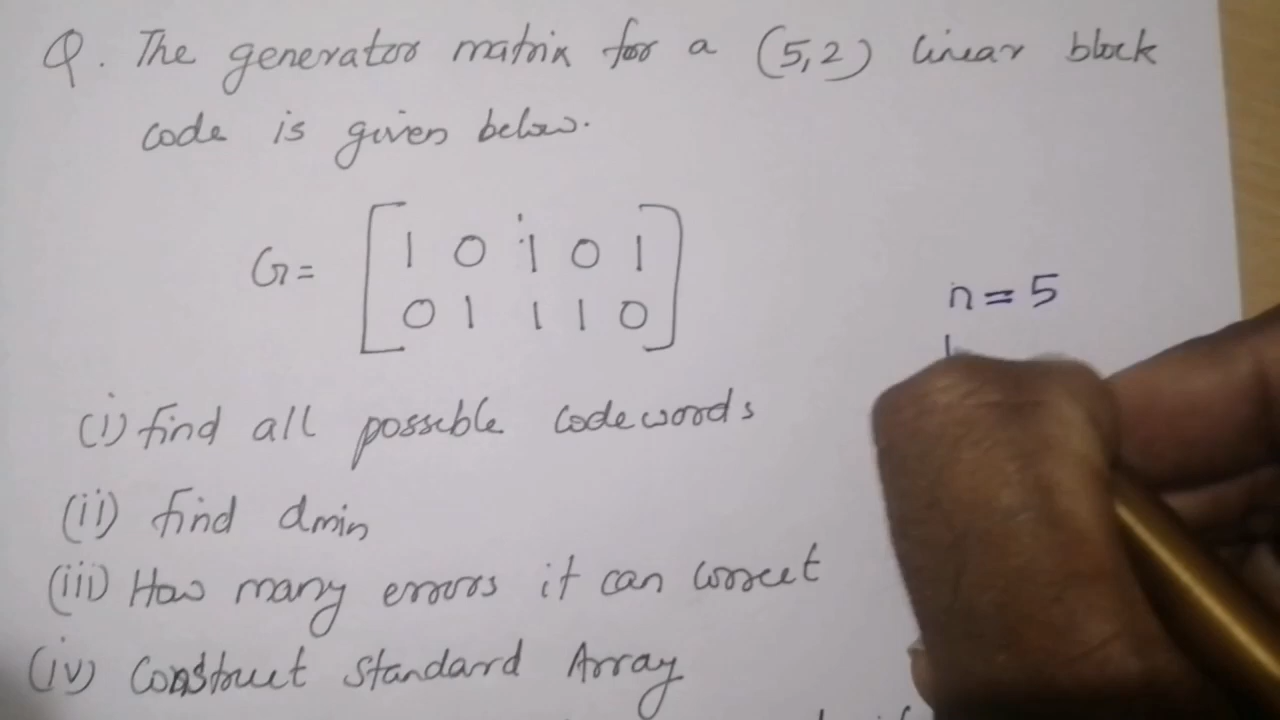 Q. The generator matrix for a (5,2) linear block
code is given below.
G = [ 1 0 1 0 1
0 1 1 1 0 ]
n = 5
(i) find all possible codewords
(ii) find dmin
(iii) How many errors it can correct
(iv) Construct Standard Array